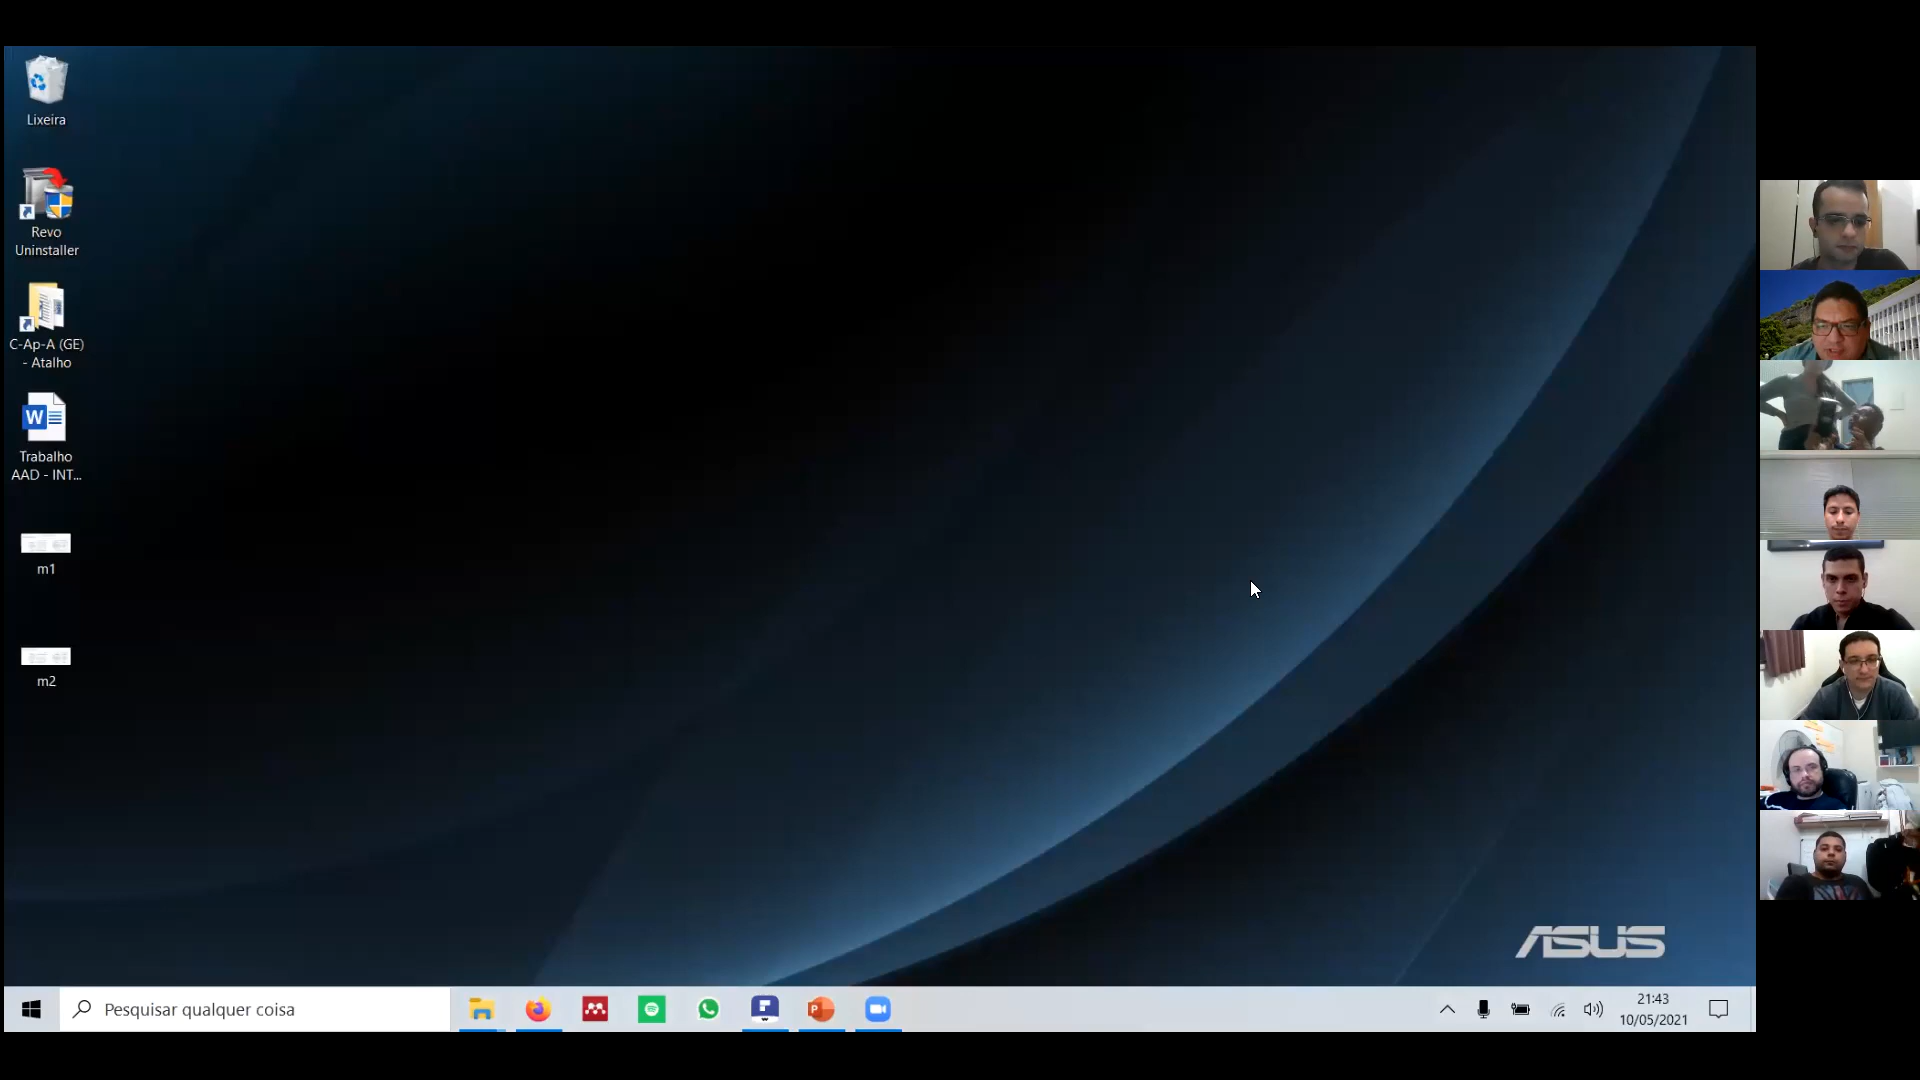 Lixeira
Revo
Uninstaller
C-Ap-A (GE)
- Atalho
W
Trabalho
AAD - INT...
m1
m2
ASUS
Pesquisar qualquer coisa
P
21:43
10/05/2021